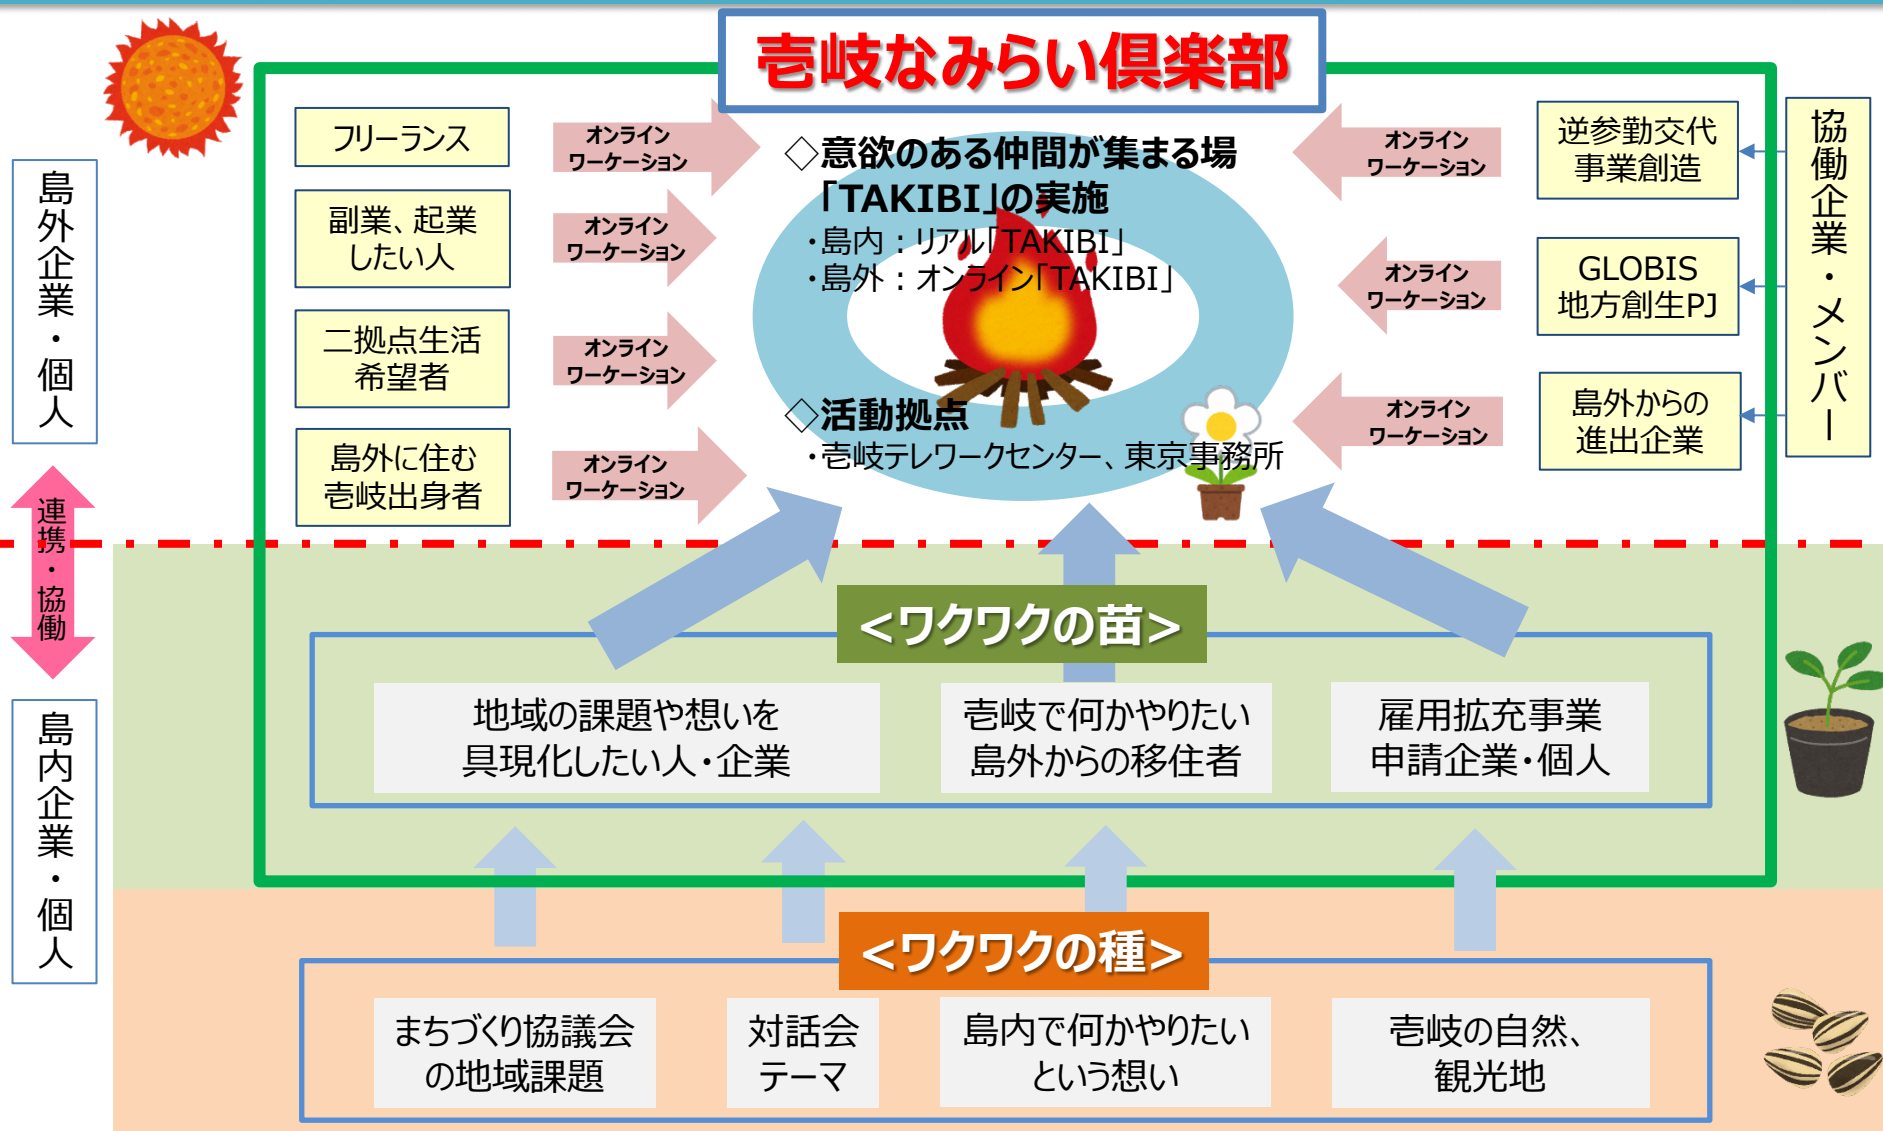 壱岐なみらい倶楽部
島外企業・個人
連携・協働
島内企業・個人
フリーランス
オンライン
ワーケーション
副業、起業
したい人
オンライン
ワーケーション
二拠点生活
希望者
オンライン
ワーケーション
島外に住む
壱岐出身者
オンライン
ワーケーション
◇意欲のある仲間が集まる場
「TAKIBI」の実施
・島内：リアル「TAKIBI」
・島外：オンライン「TAKIBI」
◇活動拠点
・壱岐テレワークセンター、東京事務所
オンライン
ワーケーション
逆参勤交代
事業創造
オンライン
ワーケーション
GLOBIS
地方創生PJ
オンライン
ワーケーション
島外からの
進出企業
協働企業・メンバー
<ワクワクの苗>
地域の課題や想いを
具現化したい人・企業
壱岐で何かやりたい
島外からの移住者
雇用拡充事業
申請企業・個人
<ワクワクの種>
まちづくり協議会
の地域課題
対話会
テーマ
島内で何かやりたい
という想い
壱岐の自然、
観光地